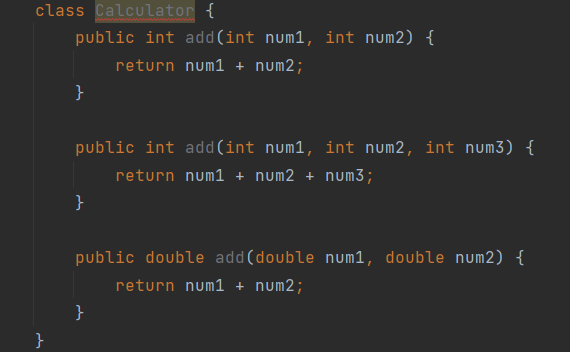 class Calculator {
    public int add(int num1, int num2) {
        return num1 + num2;
    }

    public int add(int num1, int num2, int num3) {
        return num1 + num2 + num3;
    }

    public double add(double num1, double num2) {
        return num1 + num2;
    }
}